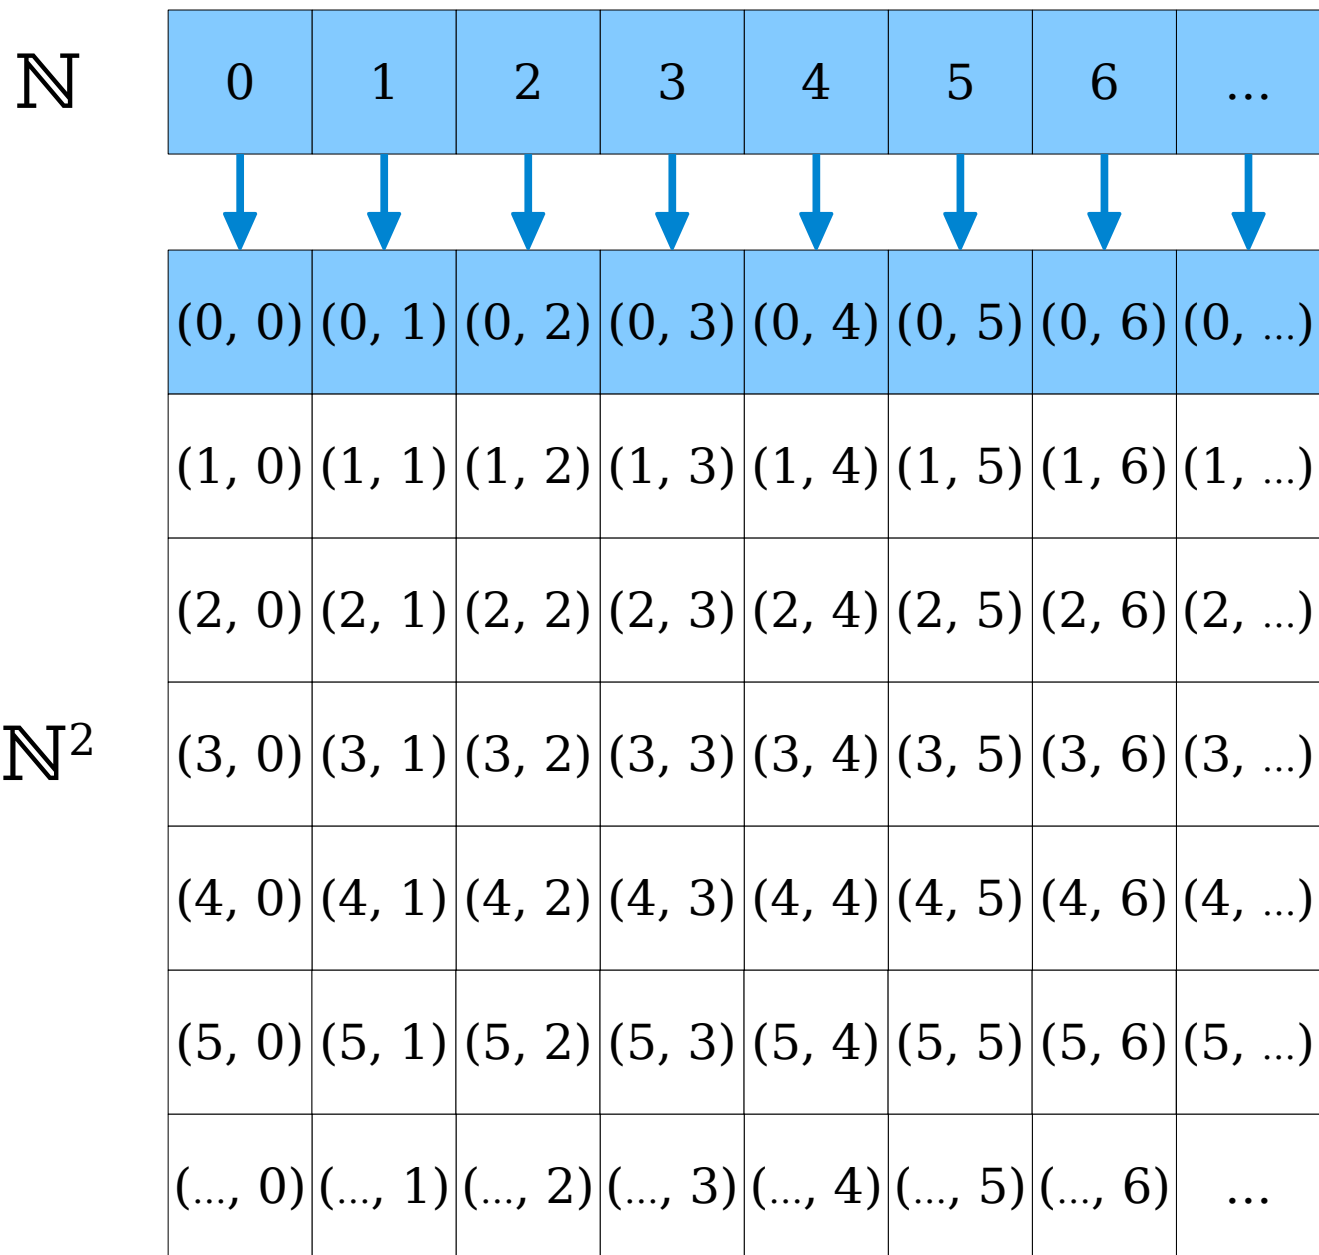 ℕ 0 1 2 3 4 5 6 ...
(0, 0) (0, 1) (0, 2) (0, 3) (0, 4) (0, 5) (0, 6) (0, ...)
(1, 0) (1, 1) (1, 2) (1, 3) (1, 4) (1, 5) (1, 6) (1, ...)
(2, 0) (2, 1) (2, 2) (2, 3) (2, 4) (2, 5) (2, 6) (2, ...)
ℕ² (3, 0) (3, 1) (3, 2) (3, 3) (3, 4) (3, 5) (3, 6) (3, ...)
(4, 0) (4, 1) (4, 2) (4, 3) (4, 4) (4, 5) (4, 6) (4, ...)
(5, 0) (5, 1) (5, 2) (5, 3) (5, 4) (5, 5) (5, 6) (5, ...)
(..., 0) (..., 1) (..., 2) (..., 3) (..., 4) (..., 5) (..., 6) ...